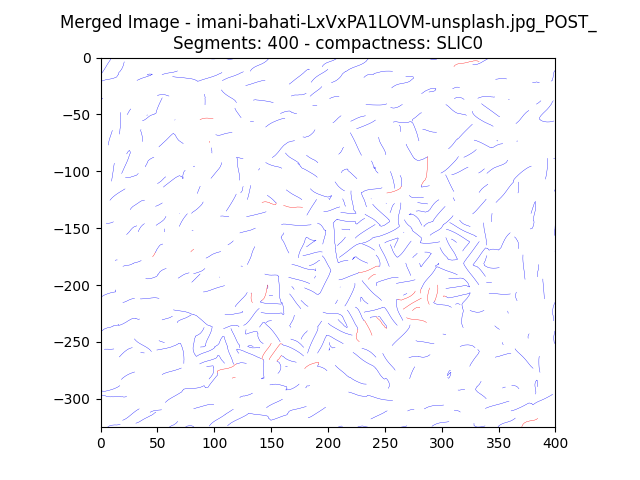 Merged Image - imani-bahati-LxVxPA1LOVM-unsplash.jpg_POST_
Segments: 400 - compactness: SLIC0
0
−50
−100
−150
−200
−250
−300
0 50 100 150 200 250 300 350 400